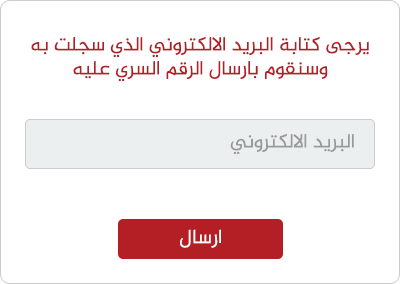 يرجى كتابة البريد الالكتروني الذي سجلت به
وسنقوم بارسال الرقم السري عليه
البريد الالكتروني
ارسال